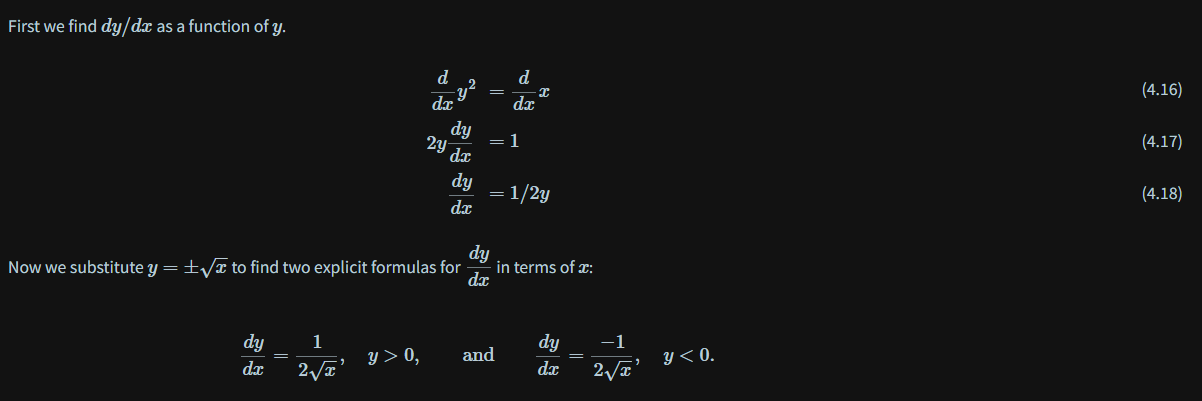 First we find dy/dx as a function of y.
d/dx y² = d/dx x (4.16)
2y dy/dx = 1 (4.17)
dy/dx = 1/2y (4.18)
Now we substitute y = ±√x to find two explicit formulas for dy/dx in terms of x:
dy/dx = 1/(2√x), y > 0, and dy/dx = -1/(2√x), y < 0.